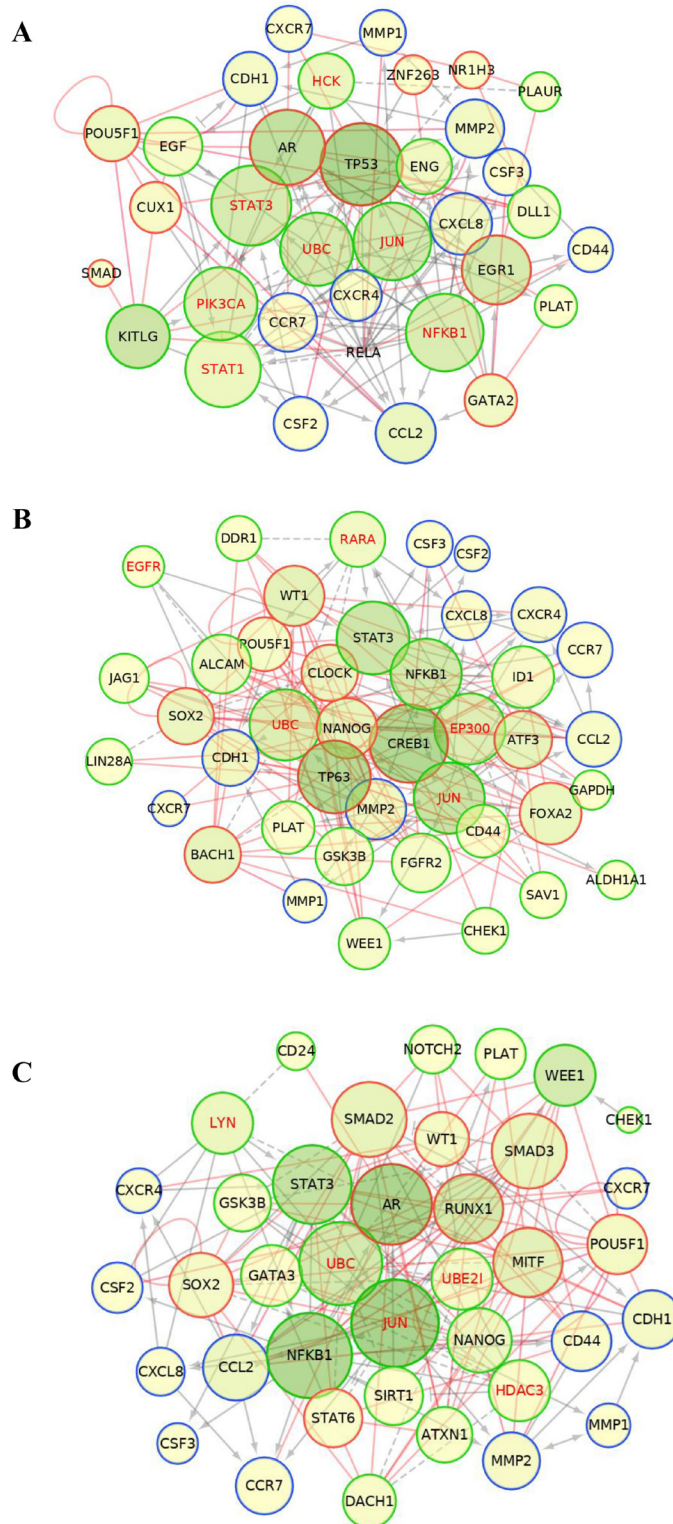 A
CXCR7
MMP1
CDH1
HCK
ZNF263
NR1H3
PLAUR
POU5F1
EGF
AR
TP53
ENG
MMP2
CSF3
CUX1
STAT3
UBC
JUN
CXCL8
DLL1
CD44
EGR1
SMAD
PIK3CA
CCR7
CXCR4
PLAT
KITLG
STAT1
RELA
NFKB1
GATA2
CSF2
CCL2
B
DDR1
RARA
CSF3
CSF2
EGFR
WT1
CXCL8
CXCR4
POU5F1
STAT3
CCR7
JAG1
ALCAM
CLOCK
NFKB1
ID1
SOX2
UBC
NANOG
CREB1
EP300
ATF3
CCL2
LIN28A
CDH1
TP63
MMP2
JUN
GAPDH
CXCR7
PLAT
CD44
FOXA2
BACH1
GSK3B
FGFR2
MMP1
SAV1
ALDH1A1
WEE1
CHEK1
C
CD24
NOTCH2
PLAT
WEE1
CHEK1
LYN
SMAD2
WT1
SMAD3
CXCR4
GSK3B
STAT3
AR
RUNX1
CXCR7
POU5F1
CSF2
SOX2
GATA3
UBC
UBE2I
MITF
CDH1
CXCL8
CCL2
NFKB1
JUN
NANOG
CD44
SIRT1
HDAC3
CSF3
STAT6
ATXN1
MMP1
CCR7
DACH1
MMP2